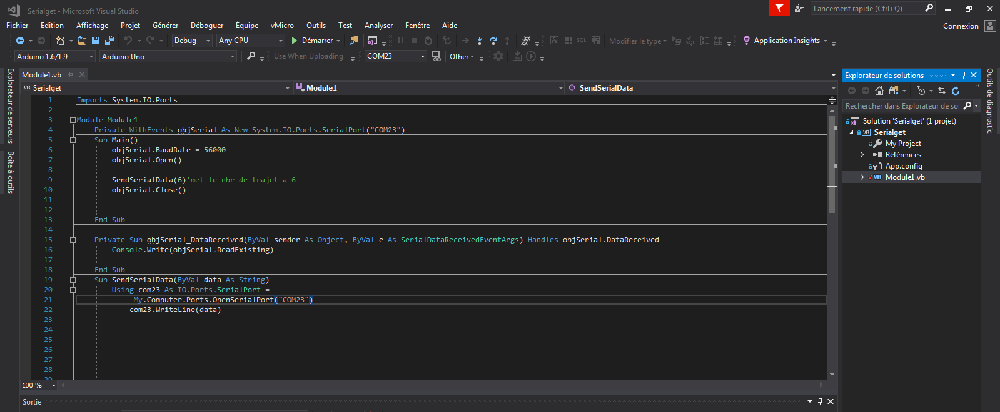 Serialget - Microsoft Visual Studio
Lancement rapide (Ctrl+Q)
Fichier Edition Affichage Projet Générer Déboguer Équipe vMicro Outils Test Analyser Fenêtre Aide
Connexion
Debug Any CPU Démarrer SQL Modifier le type SQL Application Insights
Arduino 1.6/1.9 Arduino Uno Use When Uploading COM23 Other
Explorateur de serveurs
Boîte à outils
Module1.vb
VB Serialget Module1 SendSerialData
1 Imports System.IO.Ports
2
3 Module Module1
4 Private WithEvents objSerial As New System.IO.Ports.SerialPort("COM23")
5 Sub Main()
6 objSerial.BaudRate = 56000
7 objSerial.Open()
8
9 SendSerialData(6)'met le nbr de trajet a 6
10 objSerial.Close()
11
12
13 End Sub
14
15 Private Sub objSerial_DataReceived(ByVal sender As Object, ByVal e As SerialDataReceivedEventArgs) Handles objSerial.DataReceived
16 Console.Write(objSerial.ReadExisting)
17
18 End Sub
19 Sub SendSerialData(ByVal data As String)
20 Using com23 As IO.Ports.SerialPort =
21 My.Computer.Ports.OpenSerialPort("COM23")
22 com23.WriteLine(data)
23
24
25
26
27
28
29
100 %
Sortie
Explorateur de solutions
Rechercher dans Explorateur de so
Solution 'Serialget' (1 projet)
VB Serialget
My Project
Références
App.config
VB Module1.vb
Outils de diagnostic